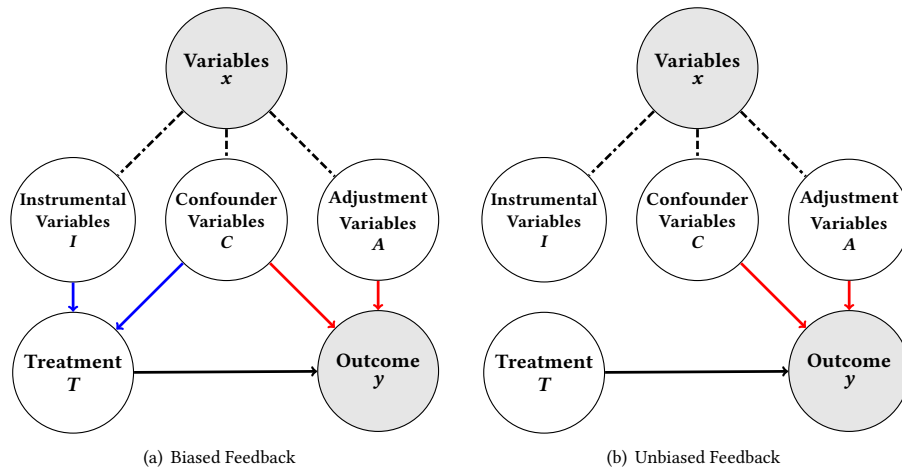 Variables
x
Instrumental
Variables
I
Confounder
Variables
C
Adjustment
Variables
A
Treatment
T
Outcome
y
(a) Biased Feedback
Variables
x
Instrumental
Variables
I
Confounder
Variables
C
Adjustment
Variables
A
Treatment
T
Outcome
y
(b) Unbiased Feedback